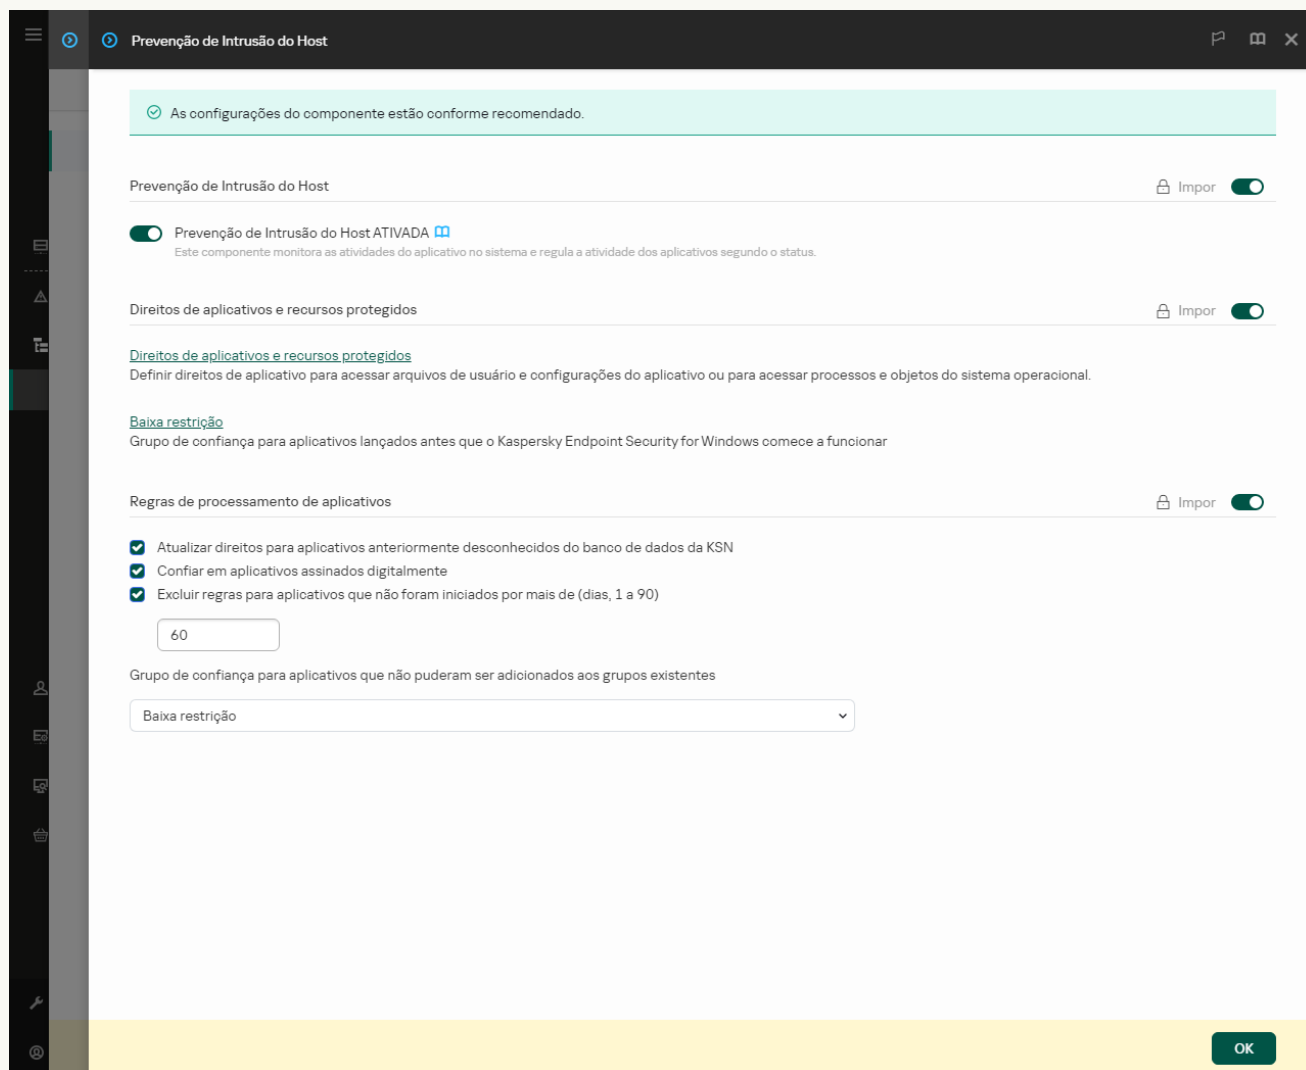 Prevenção de Intrusão do Host
As configurações do componente estão conforme recomendado.
Prevenção de Intrusão do Host
Impor
Prevenção de Intrusão do Host ATIVADA
Este componente monitora as atividades do aplicativo no sistema e regula a atividade dos aplicativos segundo o status.
Direitos de aplicativos e recursos protegidos
Impor
Direitos de aplicativos e recursos protegidos
Definir direitos de aplicativo para acessar arquivos de usuário e configurações do aplicativo ou para acessar processos e objetos do sistema operacional.
Baixa restrição
Grupo de confiança para aplicativos lançados antes que o Kaspersky Endpoint Security for Windows comece a funcionar
Regras de processamento de aplicativos
Impor
Atualizar direitos para aplicativos anteriormente desconhecidos do banco de dados da KSN
Confiar em aplicativos assinados digitalmente
Excluir regras para aplicativos que não foram iniciados por mais de (dias, 1 a 90)
60
Grupo de confiança para aplicativos que não puderam ser adicionados aos grupos existentes
Baixa restrição
OK